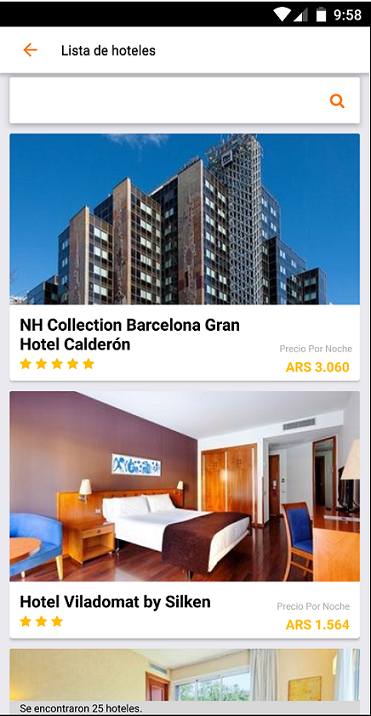 9:58
Lista de hoteles
NH Collection Barcelona Gran
Hotel Calderón
Precio Por Noche
ARS 3.060
Hotel Viladomat by Silken
Precio Por Noche
ARS 1.564
Se encontraron 25 hoteles.